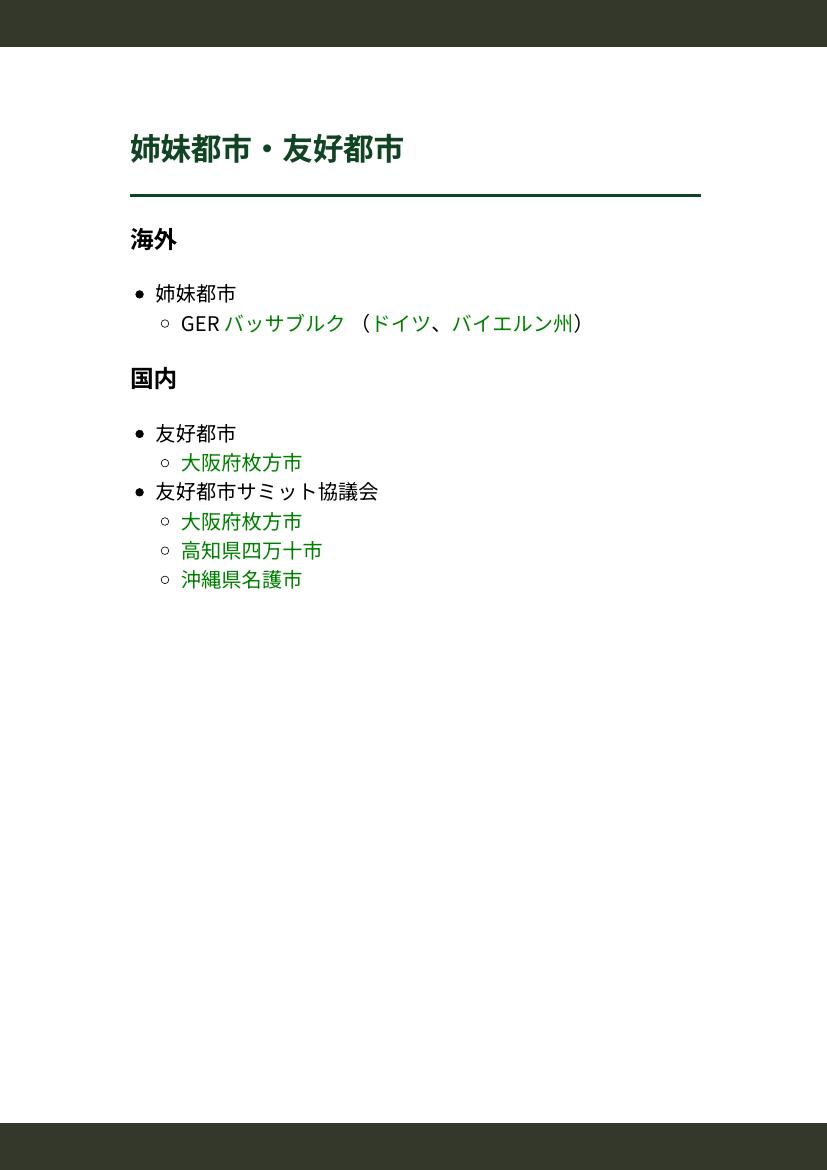 姉妹都市・友好都市
海外
姉妹都市
GER バッサブルク （ドイツ、バイエルン州）
国内
友好都市
大阪府枚方市
友好都市サミット協議会
大阪府枚方市
高知県四万十市
沖縄県名護市